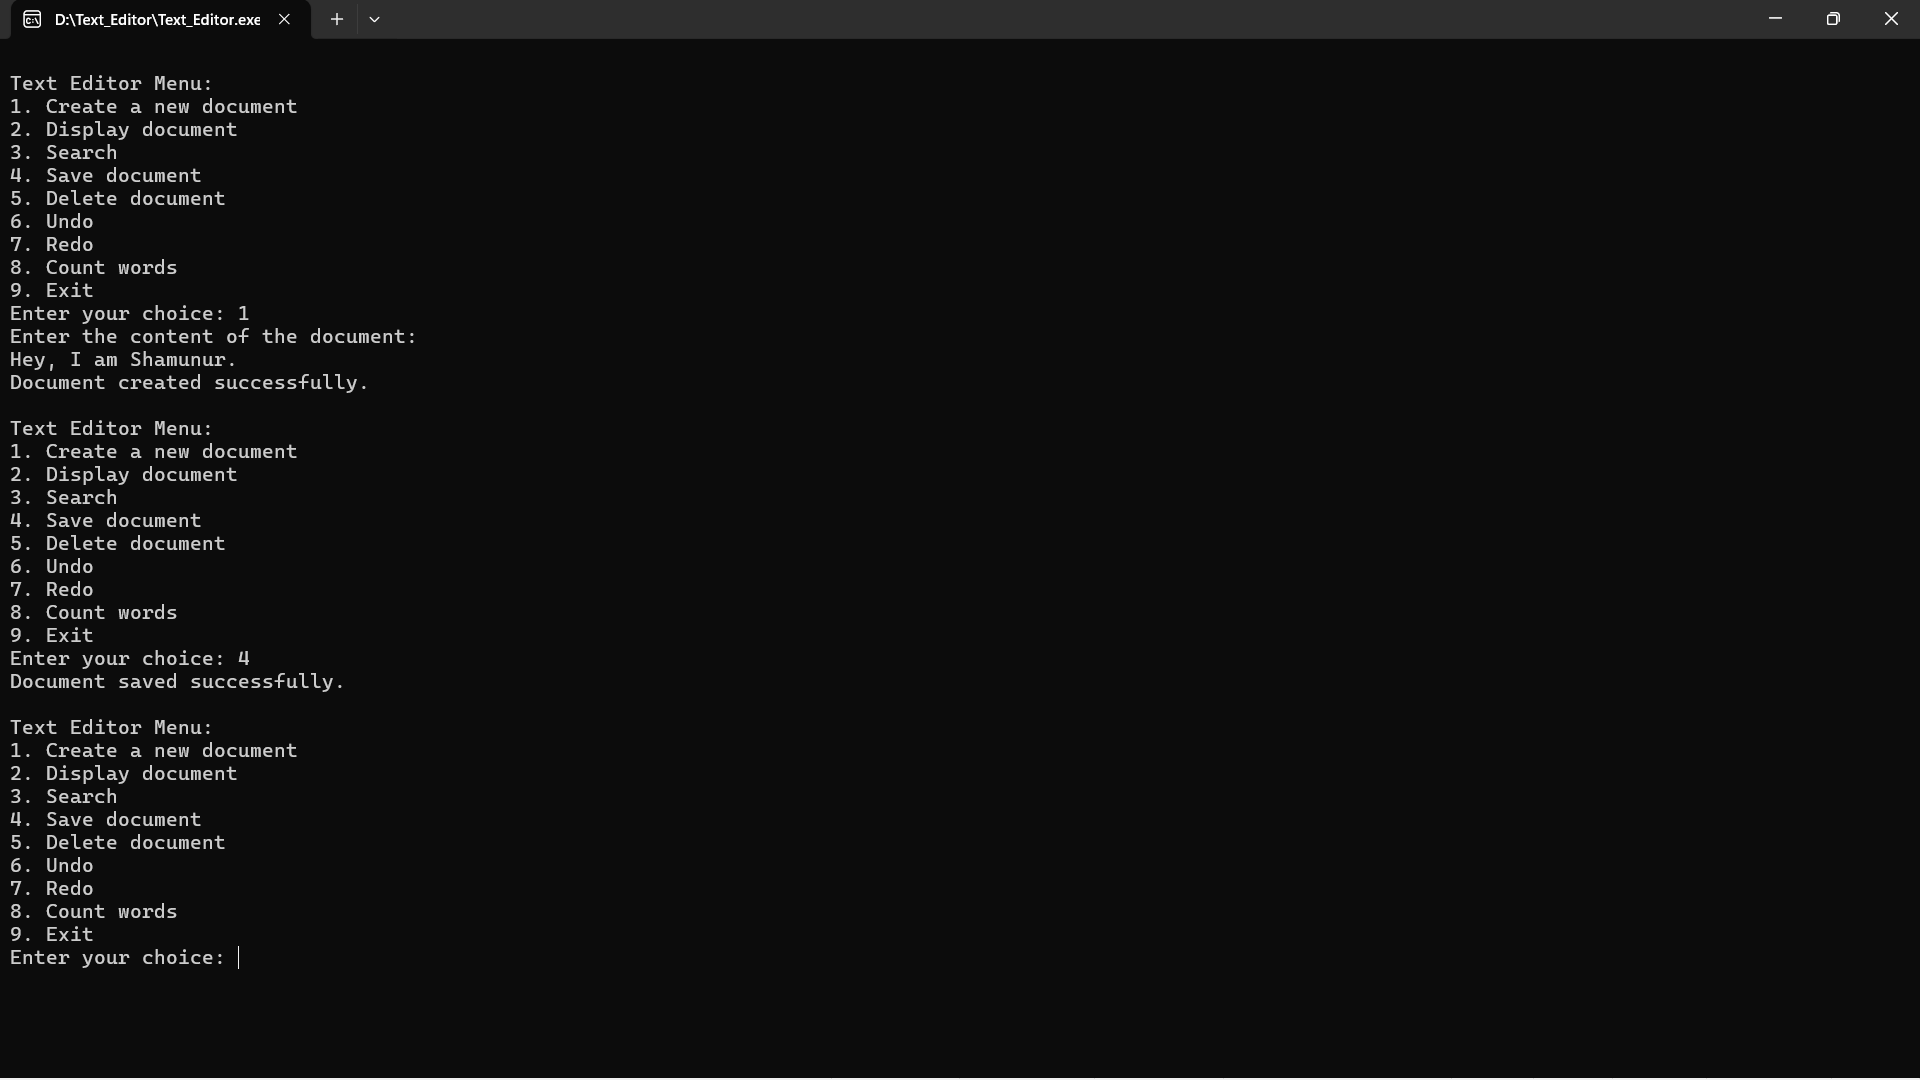 D:\Text_Editor\Text_Editor.exe
Text Editor Menu:
1. Create a new document
2. Display document
3. Search
4. Save document
5. Delete document
6. Undo
7. Redo
8. Count words
9. Exit
Enter your choice: 1
Enter the content of the document:
Hey, I am Shamunur.
Document created successfully.
Text Editor Menu:
1. Create a new document
2. Display document
3. Search
4. Save document
5. Delete document
6. Undo
7. Redo
8. Count words
9. Exit
Enter your choice: 4
Document saved successfully.
Text Editor Menu:
1. Create a new document
2. Display document
3. Search
4. Save document
5. Delete document
6. Undo
7. Redo
8. Count words
9. Exit
Enter your choice: